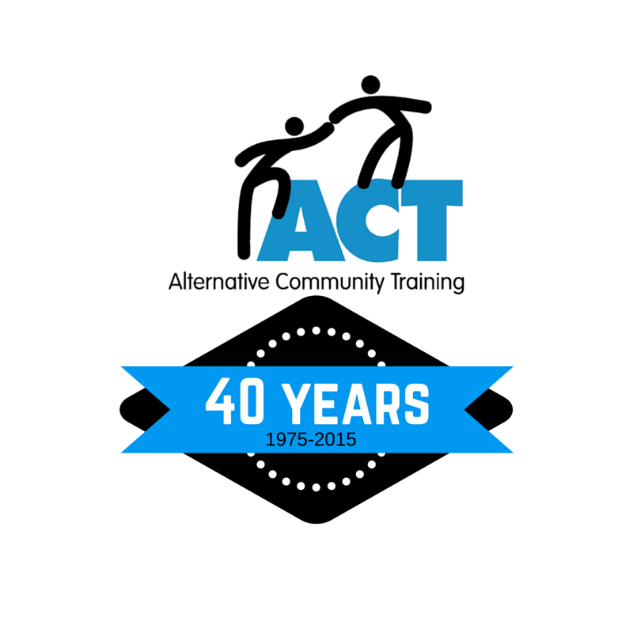 ACT
Alternative Community Training
40 YEARS
1975-2015